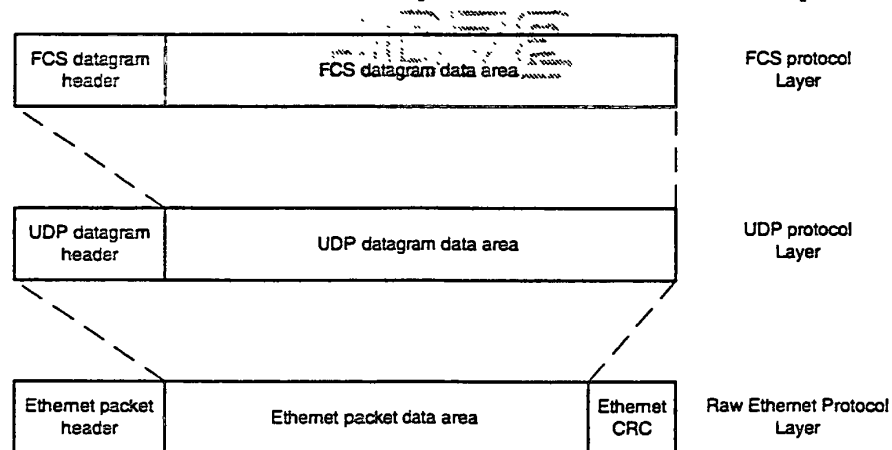 FCS datagram
header
FCS datagram data area
FCS protocol
Layer
UDP datagram
header
UDP datagram data area
UDP protocol
Layer
Ethernet packet
header
Ethernet packet data area
Ethernet
CRC
Raw Ethernet Protocol
Layer